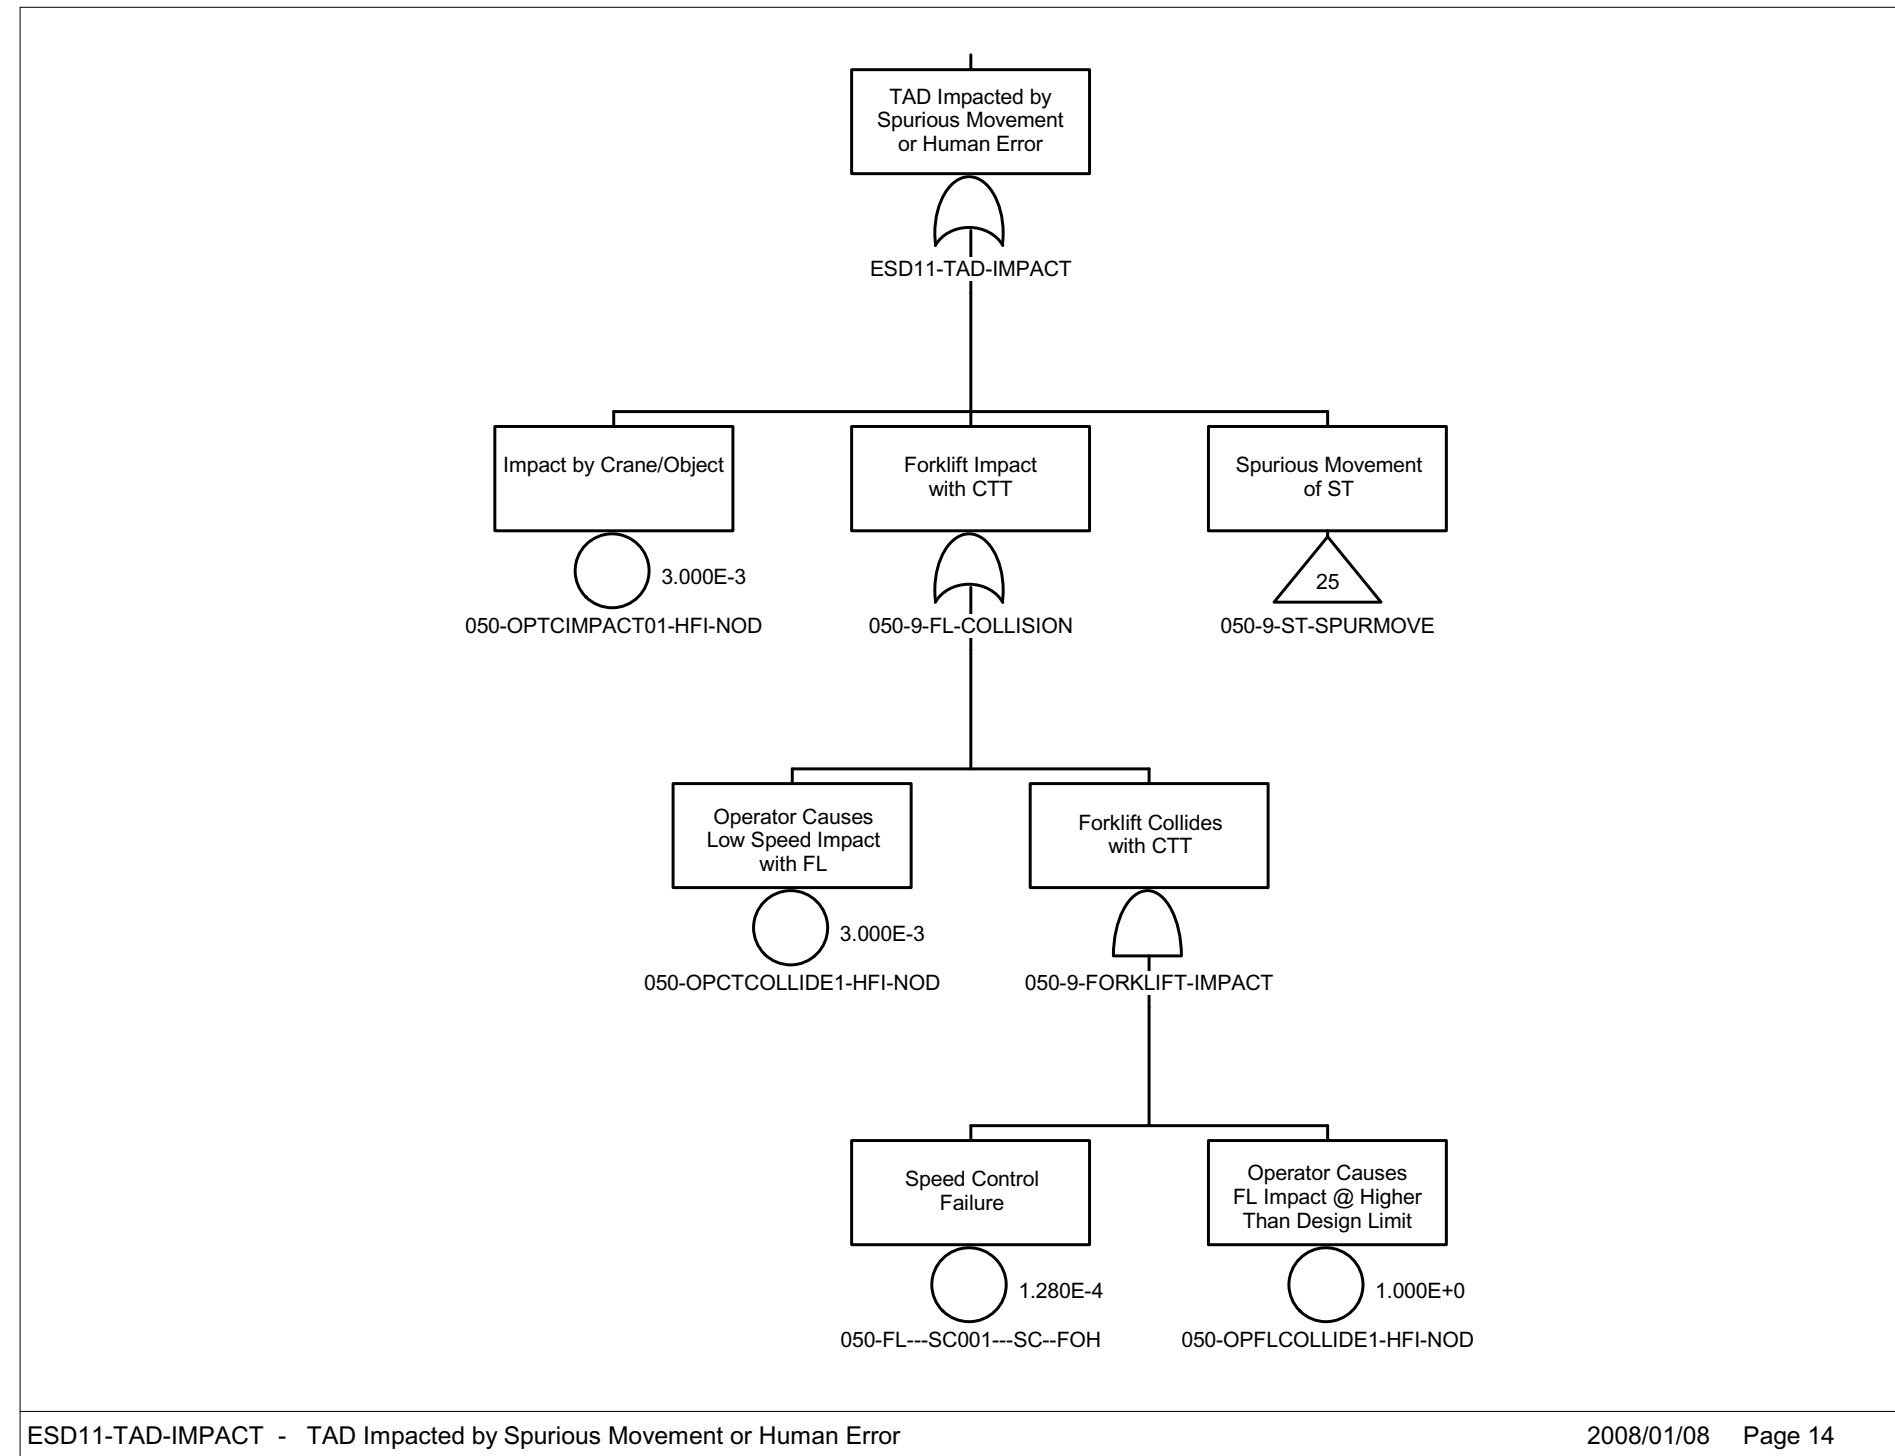 TAD Impacted by
Spurious Movement
or Human Error
ESD11-TAD-IMPACT
Impact by Crane/Object
3.000E-3
050-OPTCIMPACT01-HFI-NOD
Forklift Impact
with CTT
050-9-FL-COLLISION
Spurious Movement
of ST
25
050-9-ST-SPURMOVE
Operator Causes
Low Speed Impact
with FL
3.000E-3
050-OPCTCOLLIDE1-HFI-NOD
Forklift Collides
with CTT
050-9-FORKLIFT-IMPACT
Speed Control
Failure
1.280E-4
050-FL---SC001---SC--FOH
Operator Causes
FL Impact @ Higher
Than Design Limit
1.000E+0
050-OPFLCOLLIDE1-HFI-NOD
ESD11-TAD-IMPACT - TAD Impacted by Spurious Movement or Human Error 2008/01/08 Page 14